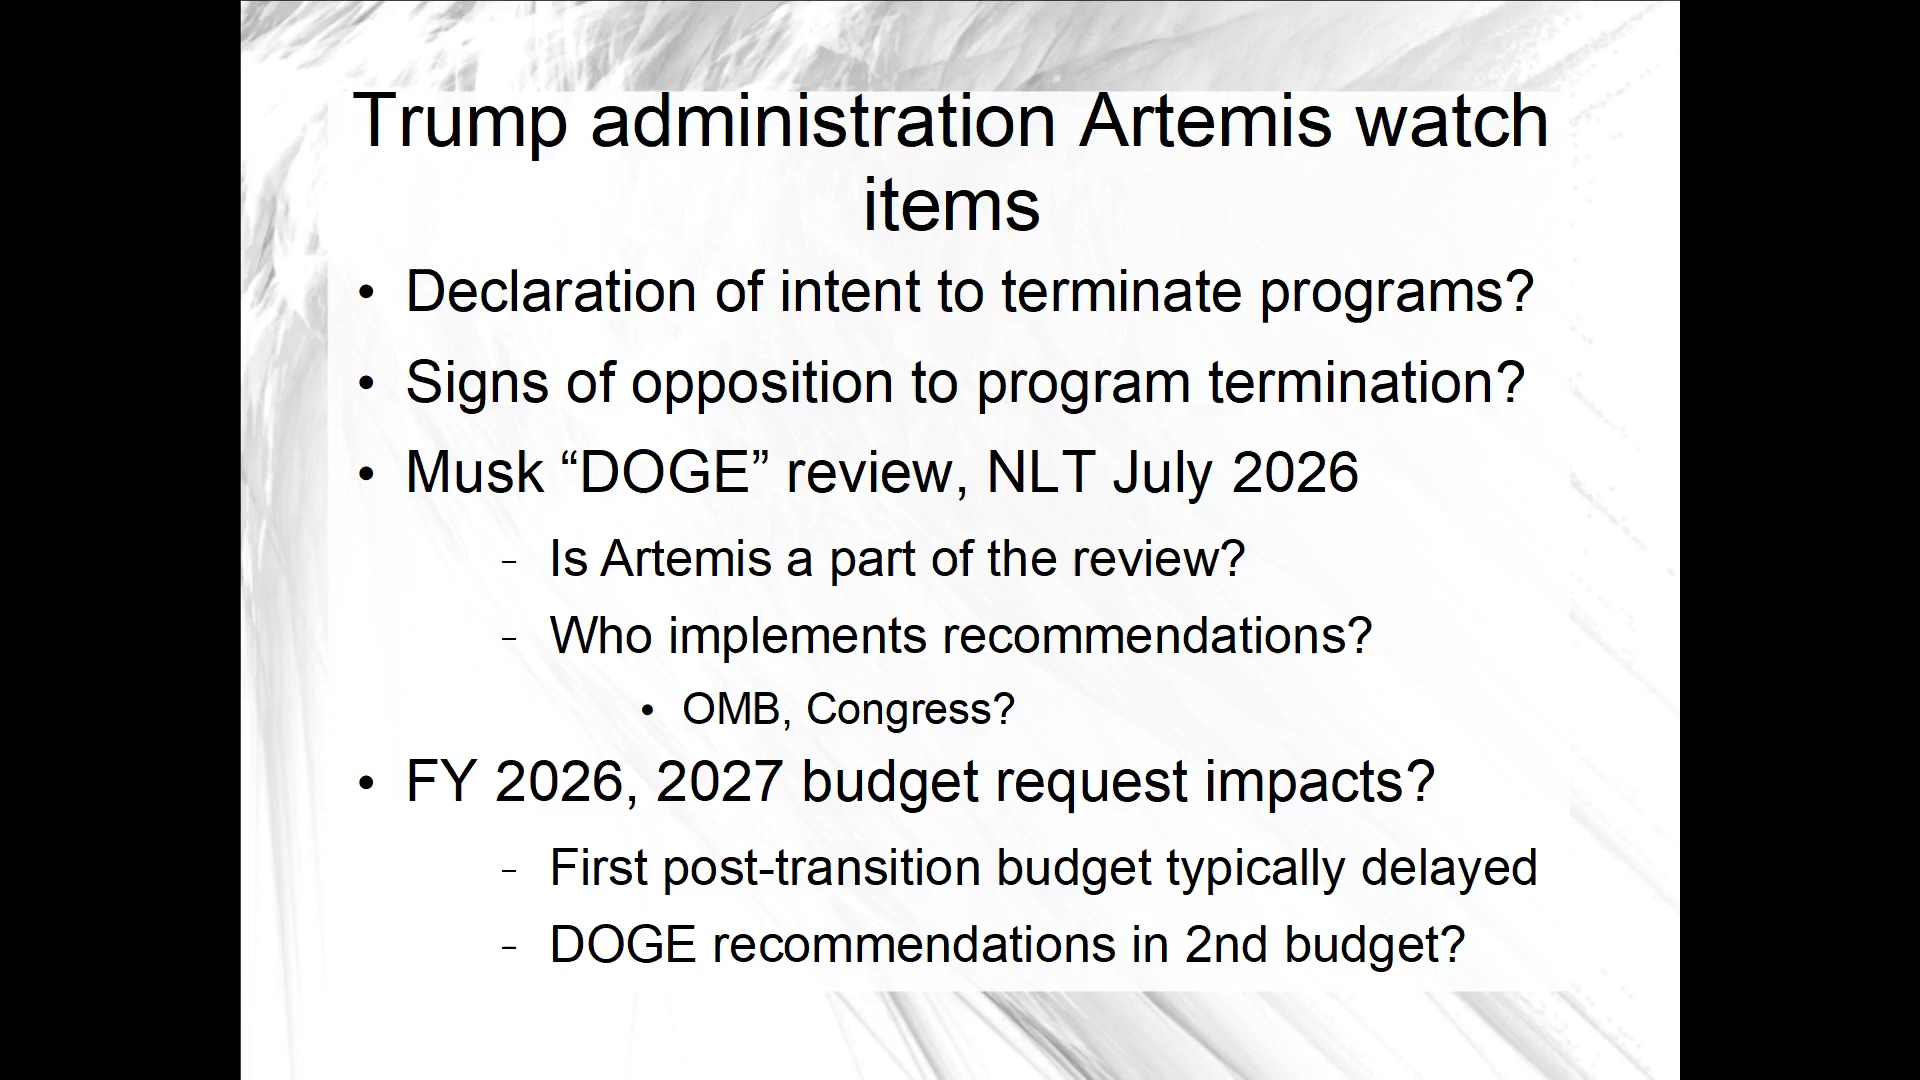 Trump administration Artemis watch
items
• Declaration of intent to terminate programs?
• Signs of opposition to program termination?
• Musk “DOGE” review, NLT July 2026
– Is Artemis a part of the review?
– Who implements recommendations?
• OMB, Congress?
• FY 2026, 2027 budget request impacts?
– First post-transition budget typically delayed
– DOGE recommendations in 2nd budget?